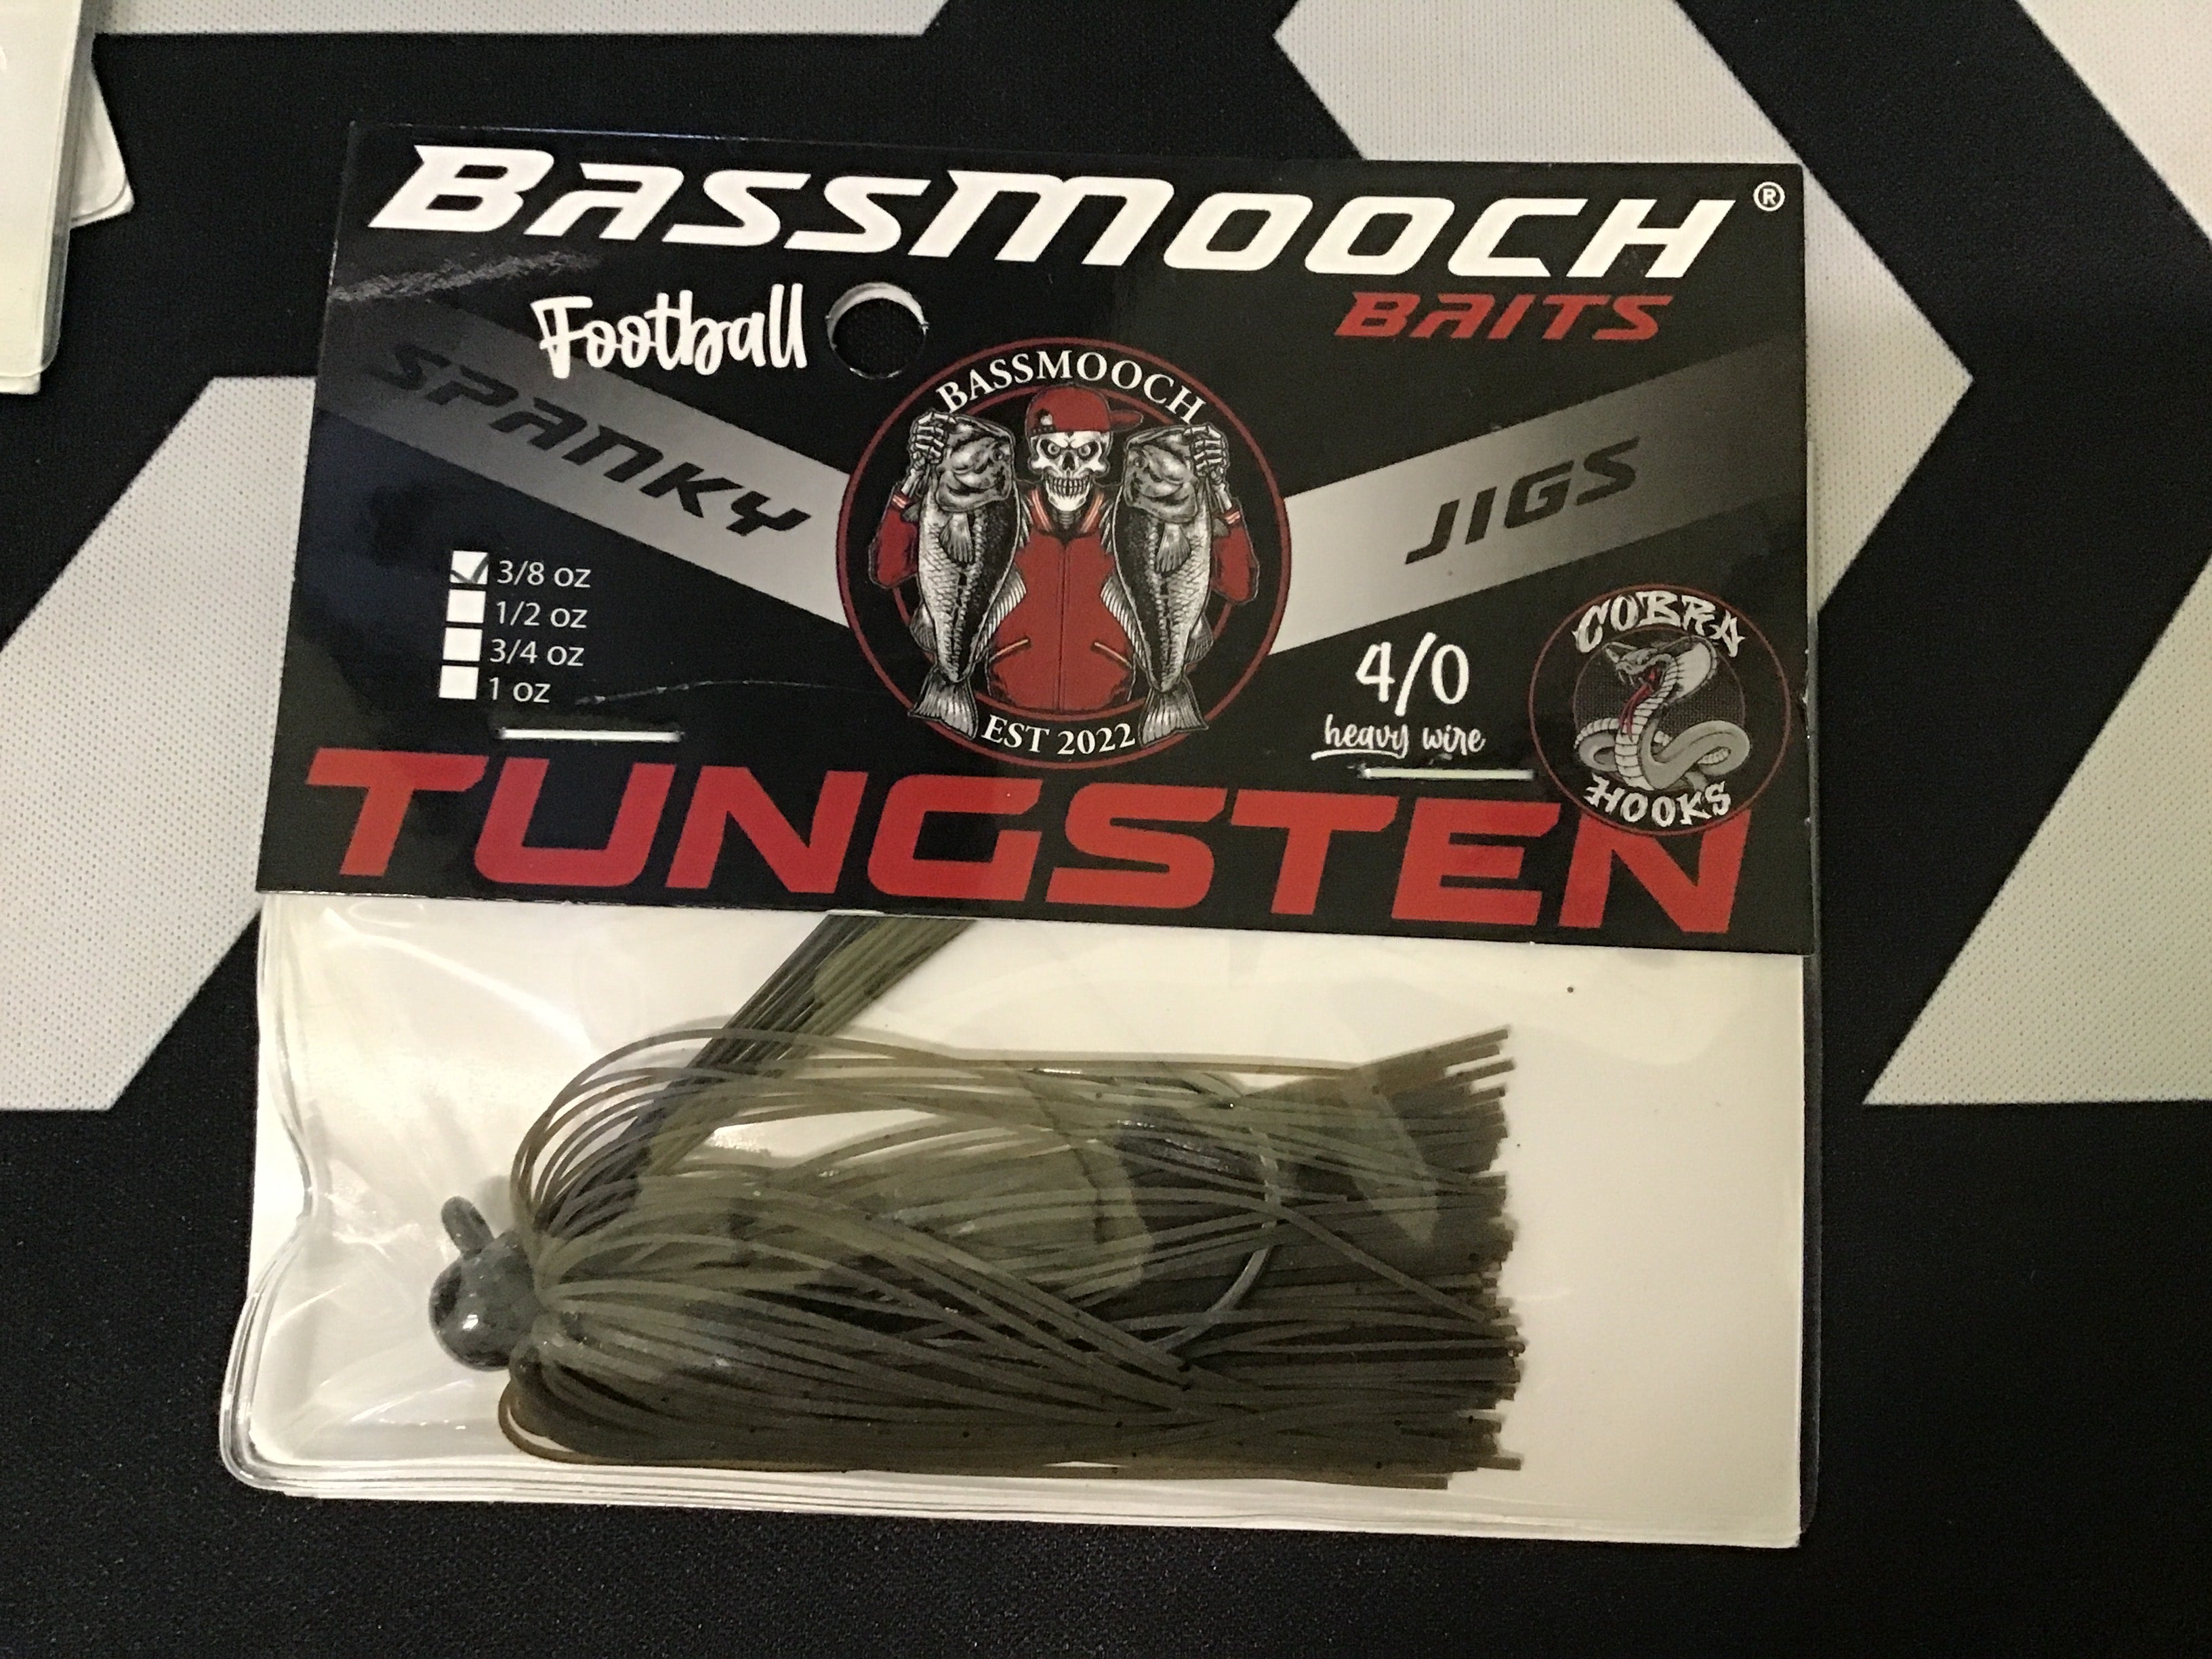 BASSMOOCH®
BAITS
Football
SPANKY
JIGS
BASSMOOCH
EST 2022
3/8 oz
1/2 oz
3/4 oz
1 oz
4/0
heavy wire
COBRA
HOOKS
TUNGSTEN